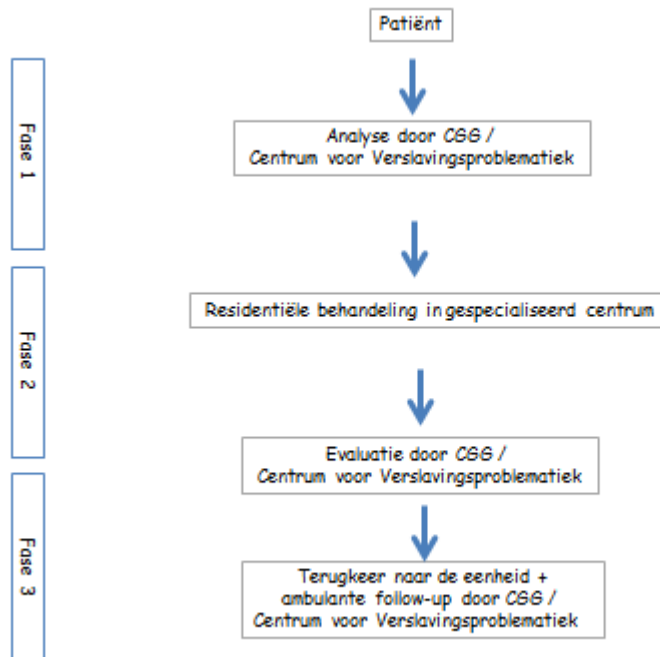 Patiënt
Fase 1
Analyse door CGG /
Centrum voor Verslavingsproblematiek
Fase 2
Residentiële behandeling in gespecialiseerd centrum
Evaluatie door CGG /
Centrum voor Verslavingsproblematiek
Fase 3
Terugkeer naar de eenheid +
ambulante follow-up door CGG /
Centrum voor Verslavingsproblematiek